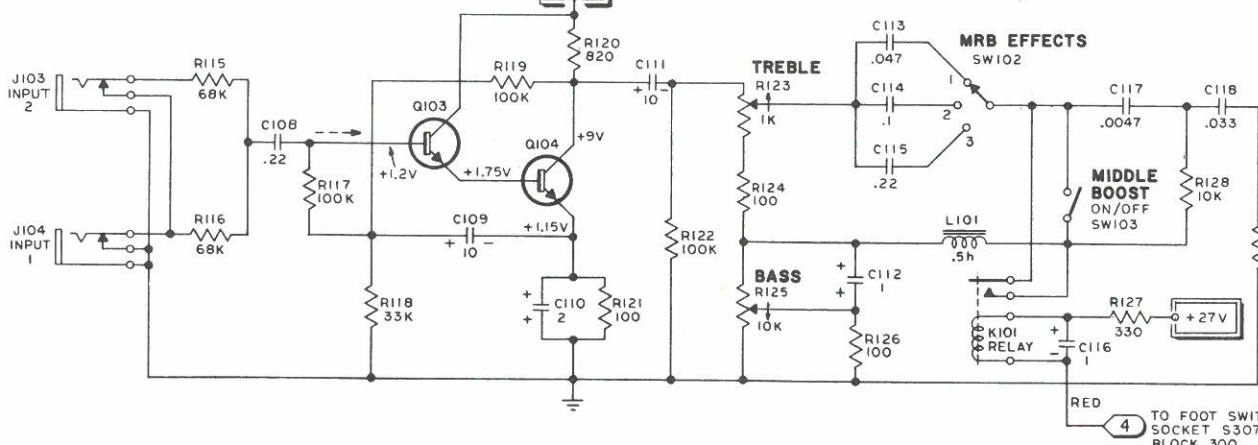 J103
INPUT
2
R115
68K
J104
INPUT
1
R116
68K
C108
.22
R117
100K
+1.2V
Q103
+1.75V
Q104
+9V
+1.15V
R119
100K
R120
820
C109
+ 10 -
R118
33K
+
C110
2
+
R121
100
C111
+ 10 -
R122
100K
TREBLE
R123
1K
R124
100
BASS
R125
10K
+
C112
1
+
R126
100
C113
.047
C114
.1
C115
.22
MRB EFFECTS
SW102
1
2
3
L101
.5h
C117
.0047
C118
.033
R128
10K
MIDDLE
BOOST
ON/OFF
SW103
K101
RELAY
+
C116
-
1
R127
330
+27V
RED
4
TO FOOT SWIT
SOCKET S307
BLOCK 300